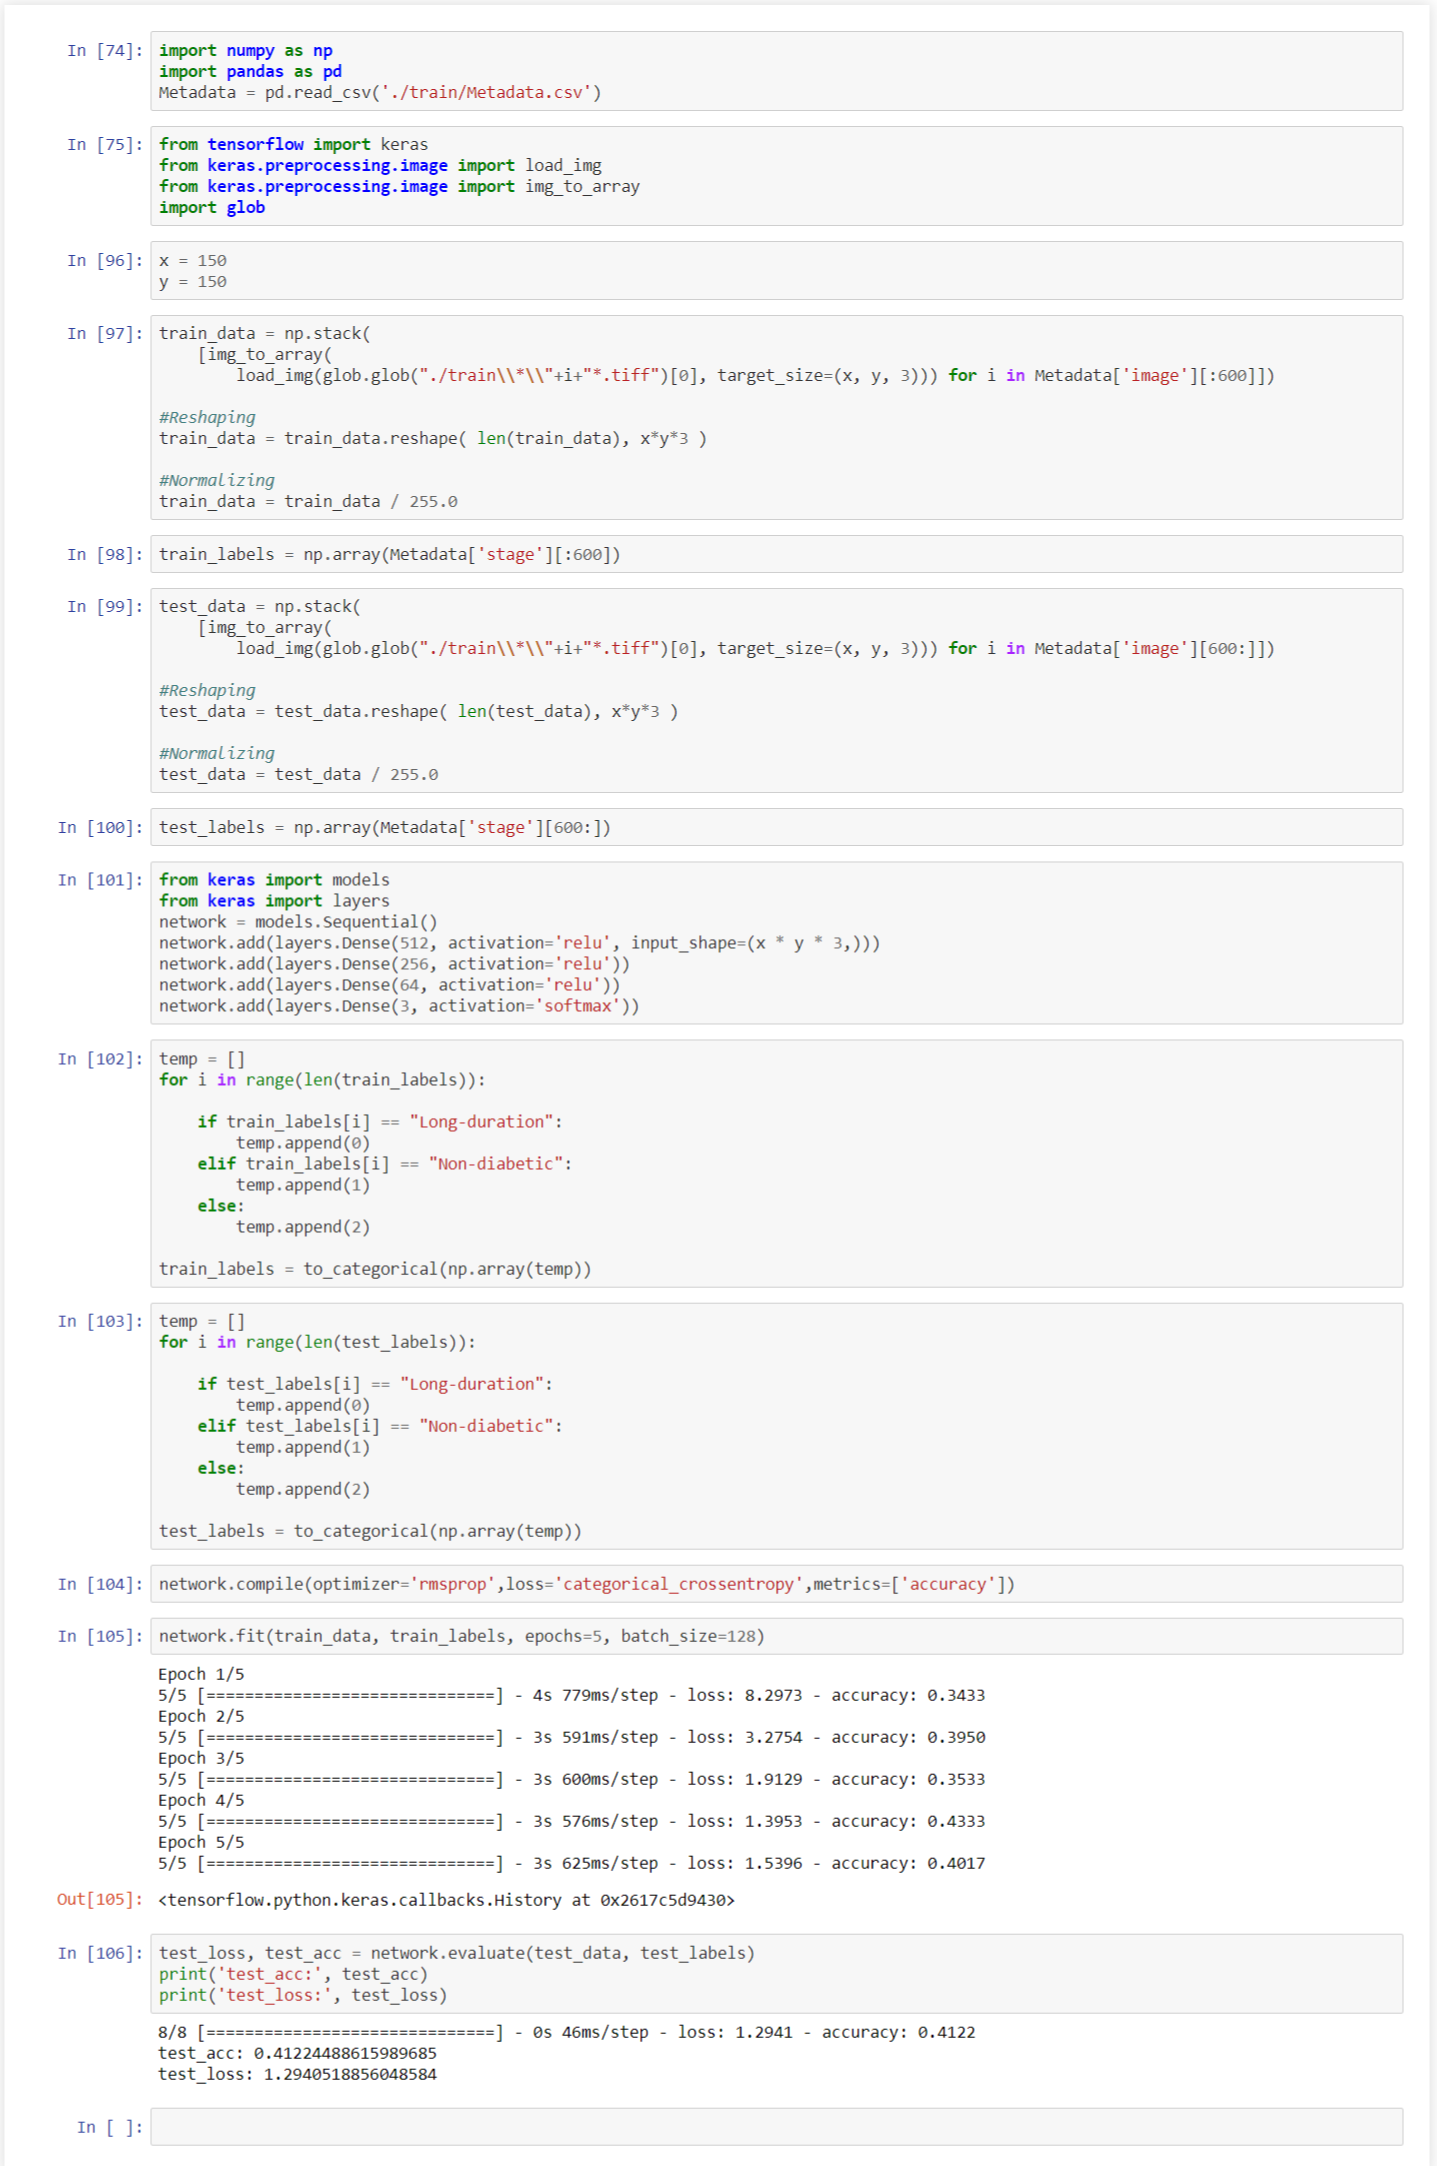 In [74]: import numpy as np
import pandas as pd
Metadata = pd.read_csv('./train/Metadata.csv')
In [75]: from tensorflow import keras
from keras.preprocessing.image import load_img
from keras.preprocessing.image import img_to_array
import glob
In [96]: x = 150
y = 150
In [97]: train_data = np.stack(
    [img_to_array(
        load_img(glob.glob("./train\\*\\"+i+"*.tiff")[0], target_size=(x, y, 3))) for i in Metadata['image'][:600]])
#Reshaping
train_data = train_data.reshape( len(train_data), x*y*3 )
#Normalizing
train_data = train_data / 255.0
In [98]: train_labels = np.array(Metadata['stage'][:600])
In [99]: test_data = np.stack(
    [img_to_array(
        load_img(glob.glob("./train\\*\\"+i+"*.tiff")[0], target_size=(x, y, 3))) for i in Metadata['image'][600:]])
#Reshaping
test_data = test_data.reshape( len(test_data), x*y*3 )
#Normalizing
test_data = test_data / 255.0
In [100]: test_labels = np.array(Metadata['stage'][600:])
In [101]: from keras import models
from keras import layers
network = models.Sequential()
network.add(layers.Dense(512, activation='relu', input_shape=(x * y * 3,)))
network.add(layers.Dense(256, activation='relu'))
network.add(layers.Dense(64, activation='relu'))
network.add(layers.Dense(3, activation='softmax'))
In [102]: temp = []
for i in range(len(train_labels)):
    if train_labels[i] == "Long-duration":
        temp.append(0)
    elif train_labels[i] == "Non-diabetic":
        temp.append(1)
    else:
        temp.append(2)
train_labels = to_categorical(np.array(temp))
In [103]: temp = []
for i in range(len(test_labels)):
    if test_labels[i] == "Long-duration":
        temp.append(0)
    elif test_labels[i] == "Non-diabetic":
        temp.append(1)
    else:
        temp.append(2)
test_labels = to_categorical(np.array(temp))
In [104]: network.compile(optimizer='rmsprop',loss='categorical_crossentropy',metrics=['accuracy'])
In [105]: network.fit(train_data, train_labels, epochs=5, batch_size=128)
Epoch 1/5
5/5 [==============================] - 4s 779ms/step - loss: 8.2973 - accuracy: 0.3433
Epoch 2/5
5/5 [==============================] - 3s 591ms/step - loss: 3.2754 - accuracy: 0.3950
Epoch 3/5
5/5 [==============================] - 3s 600ms/step - loss: 1.9129 - accuracy: 0.3533
Epoch 4/5
5/5 [==============================] - 3s 576ms/step - loss: 1.3953 - accuracy: 0.4333
Epoch 5/5
5/5 [==============================] - 3s 625ms/step - loss: 1.5396 - accuracy: 0.4017
Out[105]: <tensorflow.python.keras.callbacks.History at 0x2617c5d9430>
In [106]: test_loss, test_acc = network.evaluate(test_data, test_labels)
print('test_acc:', test_acc)
print('test_loss:', test_loss)
8/8 [==============================] - 0s 46ms/step - loss: 1.2941 - accuracy: 0.4122
test_acc: 0.41224488615989685
test_loss: 1.2940518856048584
In [ ]: